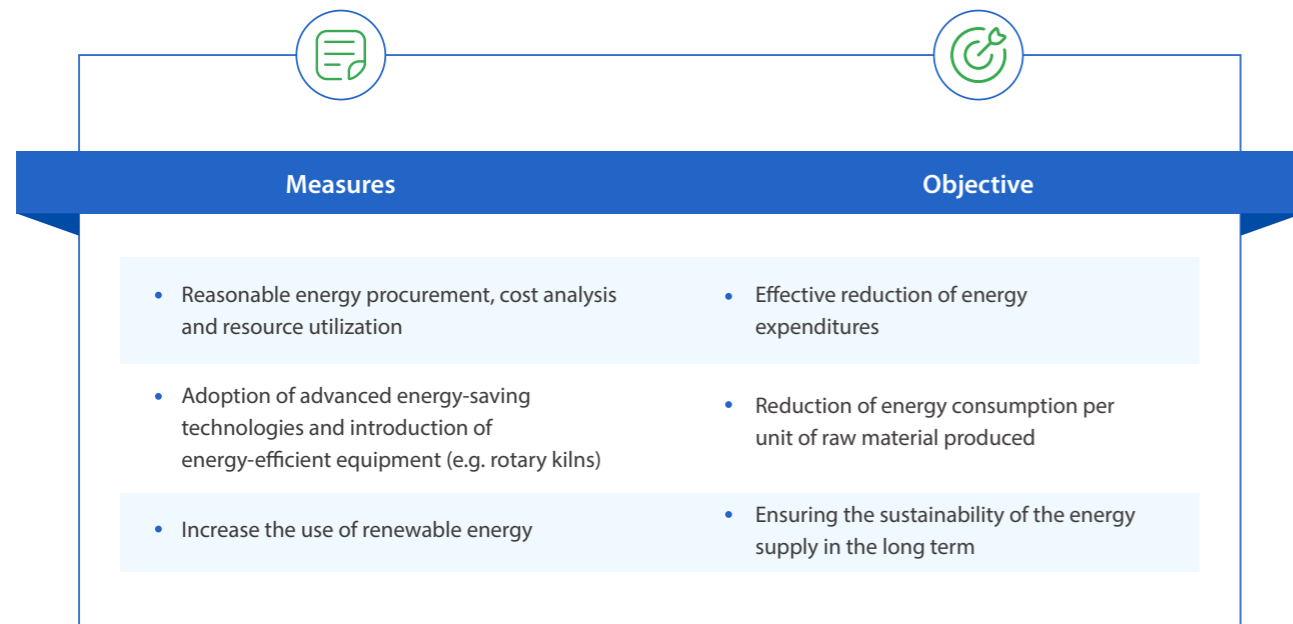 Measures
Objective
• Reasonable energy procurement, cost analysis
and resource utilization
• Effective reduction of energy
expenditures
• Adoption of advanced energy-saving
technologies and introduction of
energy-efficient equipment (e.g. rotary kilns)
• Reduction of energy consumption per
unit of raw material produced
• Increase the use of renewable energy
• Ensuring the sustainability of the energy
supply in the long term